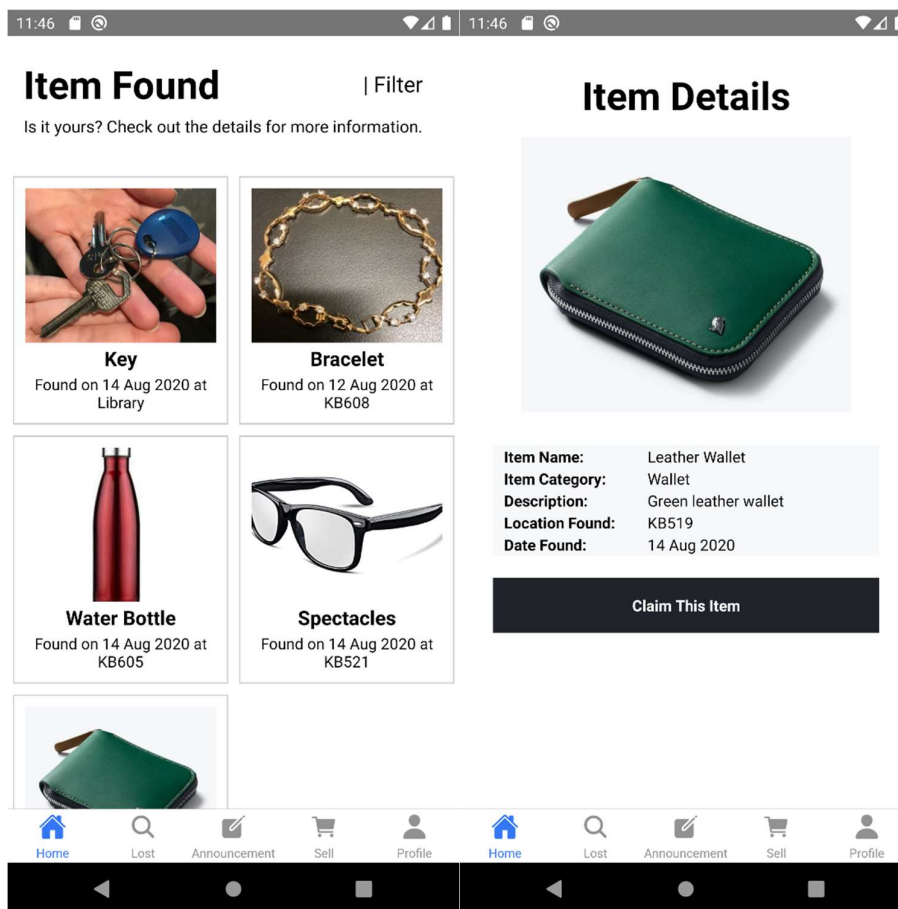 11:46
Item Found
| Filter
Is it yours? Check out the details for more information.
Key
Found on 14 Aug 2020 at
Library
Bracelet
Found on 12 Aug 2020 at
KB608
Water Bottle
Found on 14 Aug 2020 at
KB605
Spectacles
Found on 14 Aug 2020 at
KB521
Home
Lost
Announcement
Sell
Profile
11:46
Item Details
Item Name: Leather Wallet
Item Category: Wallet
Description: Green leather wallet
Location Found: KB519
Date Found: 14 Aug 2020
Claim This Item
Home
Lost
Announcement
Sell
Profile